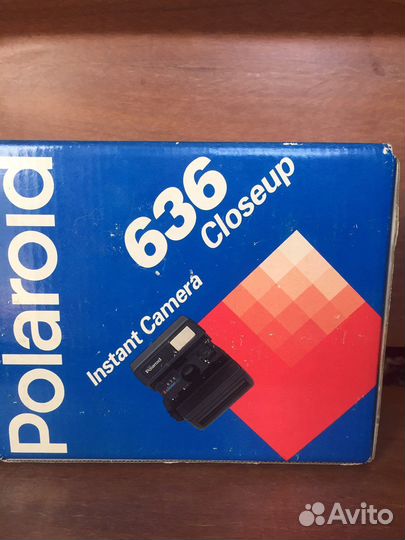 Polaroid
636
Closeup
Instant Camera
Polaroid
Avito